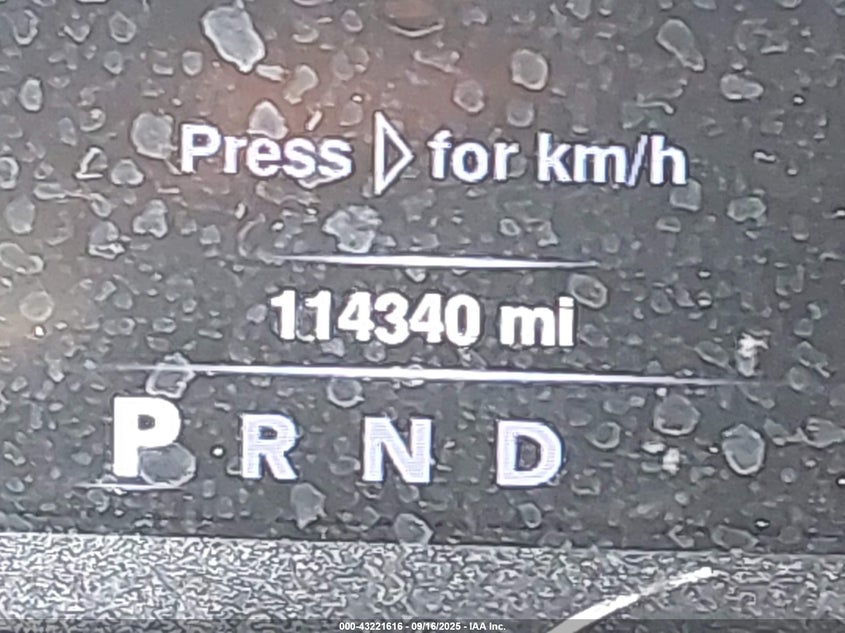 Press ▷ for km/h
114340 mi
P R N D
000-43221616 - 09/16/2025 - IAA Inc.